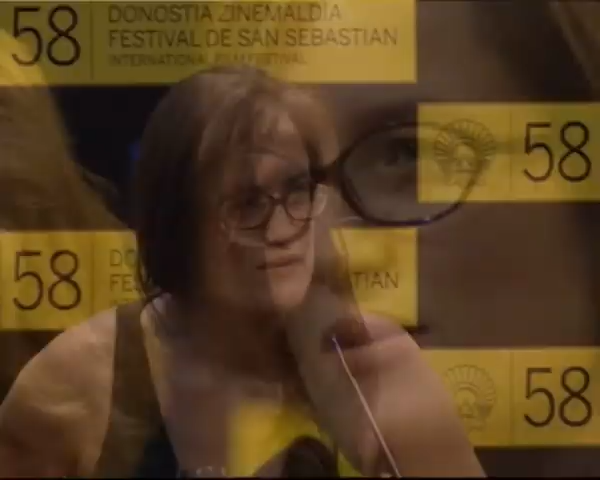 58
DONOSTIA ZINEMALDIA
FESTIVAL DE SAN SEBASTIAN
INTERNATIONAL FILM FESTIVAL
58
58
TIAN
58